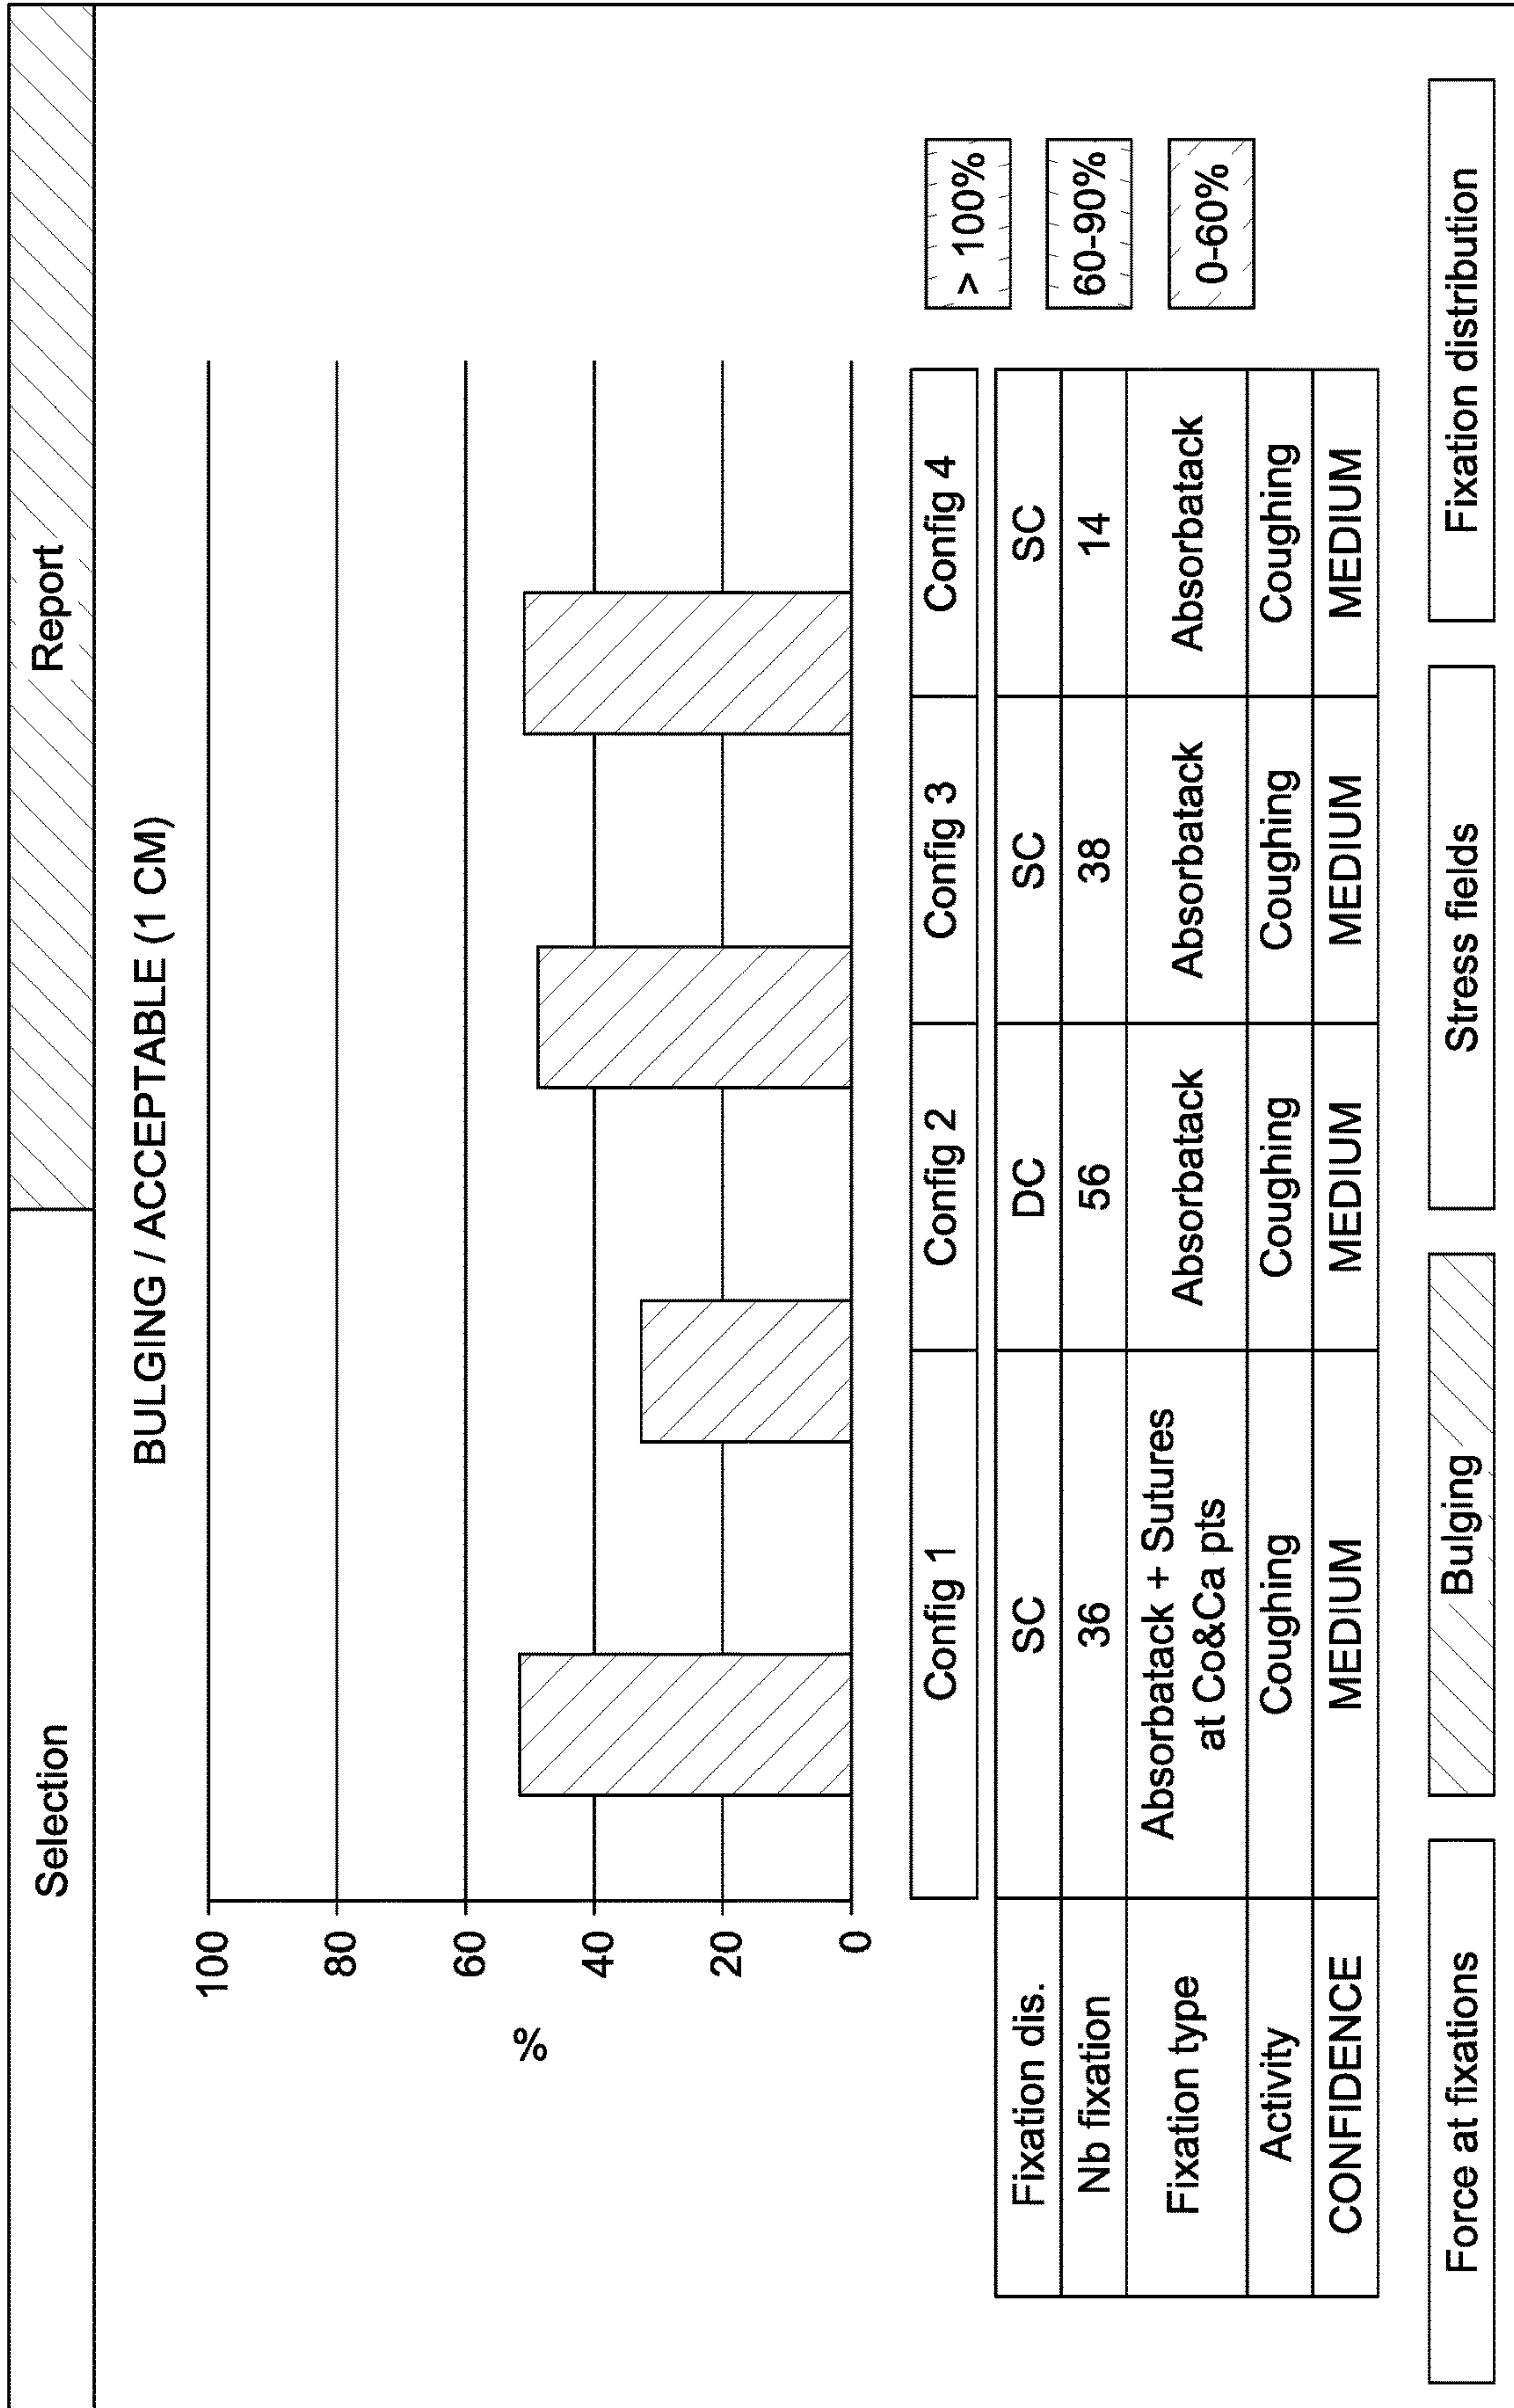 Selection
Report
BULGING / ACCEPTABLE (1 CM)
%
100
80
60
40
20
0
Config 1 Config 2 Config 3 Config 4
Fixation dis. SC DC SC SC
Nb fixation 36 56 38 14
Fixation type Absorbatack + Sutures at Co&Ca pts Absorbatack Absorbatack Absorbatack
Activity Coughing Coughing Coughing Coughing
CONFIDENCE MEDIUM MEDIUM MEDIUM MEDIUM
> 100%
60-90%
0-60%
Force at fixations
Bulging
Stress fields
Fixation distribution